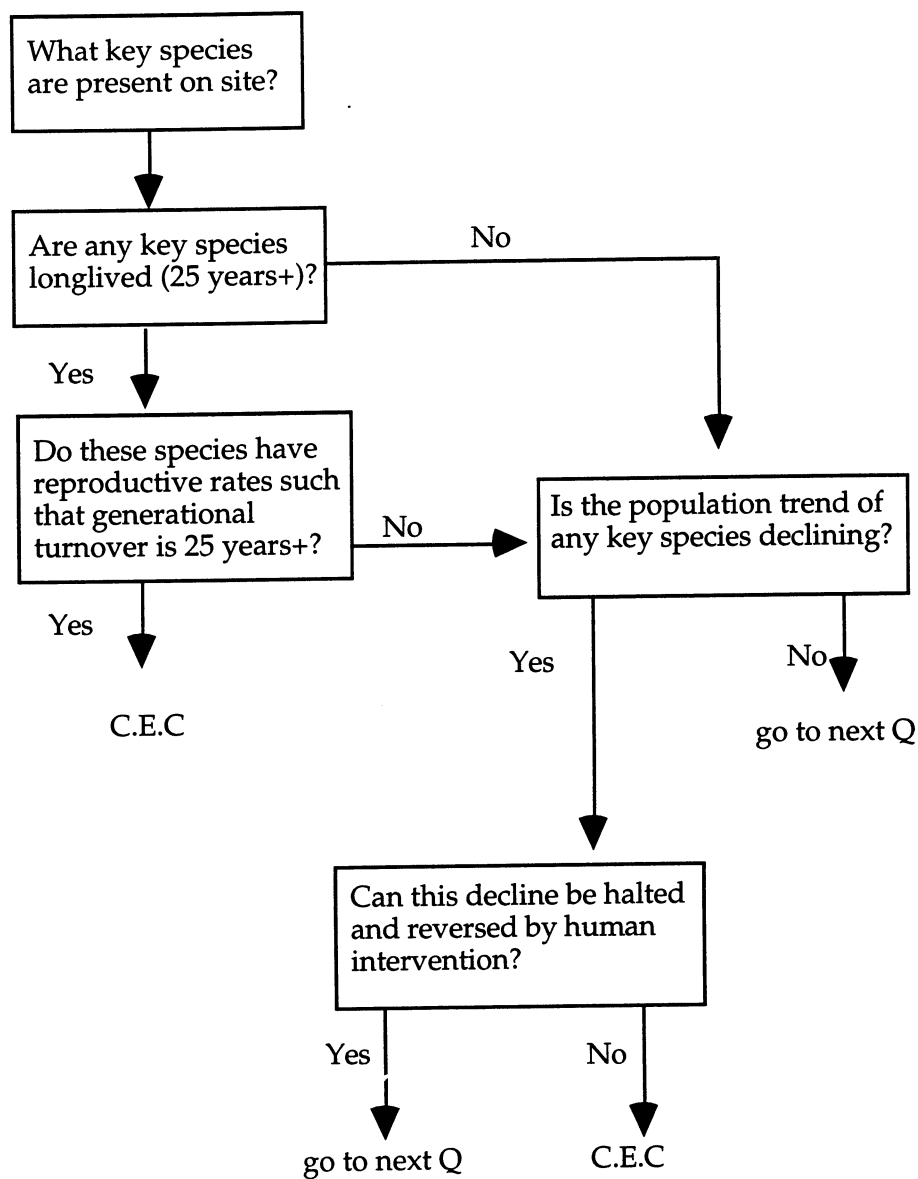 What key species
are present on site?
Are any key species
longlived (25 years+)?
No
Yes
Do these species have
reproductive rates such
that generational
turnover is 25 years+?
No
Is the population trend of
any key species declining?
Yes
C.E.C
Yes
No
go to next Q
Can this decline be halted
and reversed by human
intervention?
Yes
No
go to next Q
C.E.C